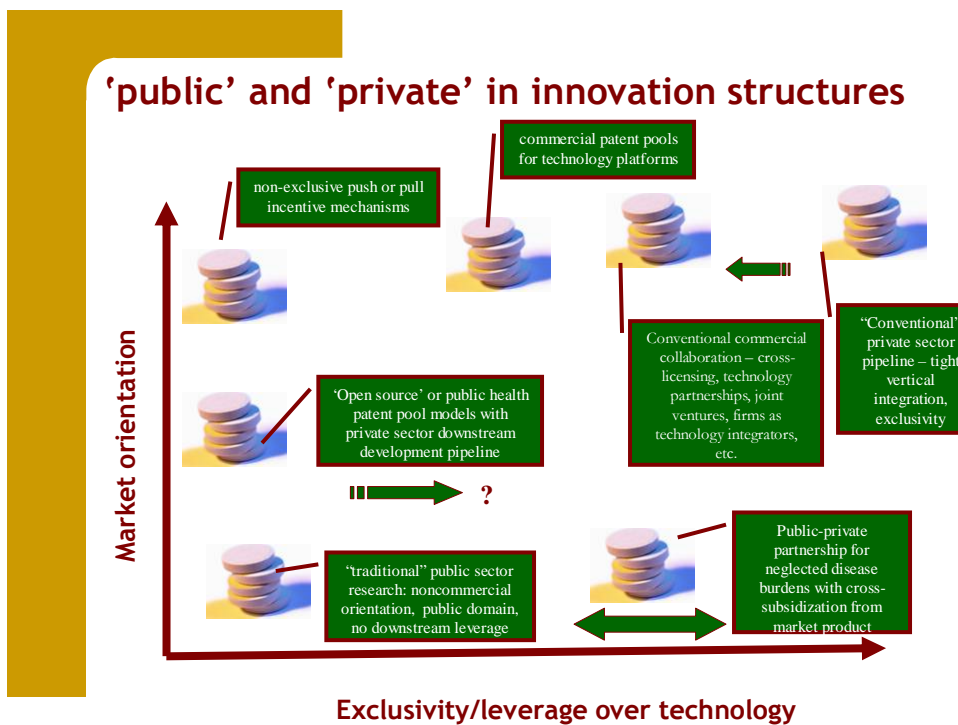 ‘public’ and ‘private’ in innovation structures
commercial patent pools
for technology platforms
non-exclusive push or pull
incentive mechanisms
Market orientation
Conventional commercial
collaboration – cross-
licensing, technology
partnerships, joint
ventures, firms as
technology integrators,
etc.
“Conventional”
private sector
pipeline – tight
vertical
integration,
exclusivity
‘Open source’ or public health
patent pool models with
private sector downstream
development pipeline
?
“traditional” public sector
research: noncommercial
orientation, public domain,
no downstream leverage
Public-private
partnership for
neglected disease
burdens with cross-
subsidization from
market product
Exclusivity/leverage over technology